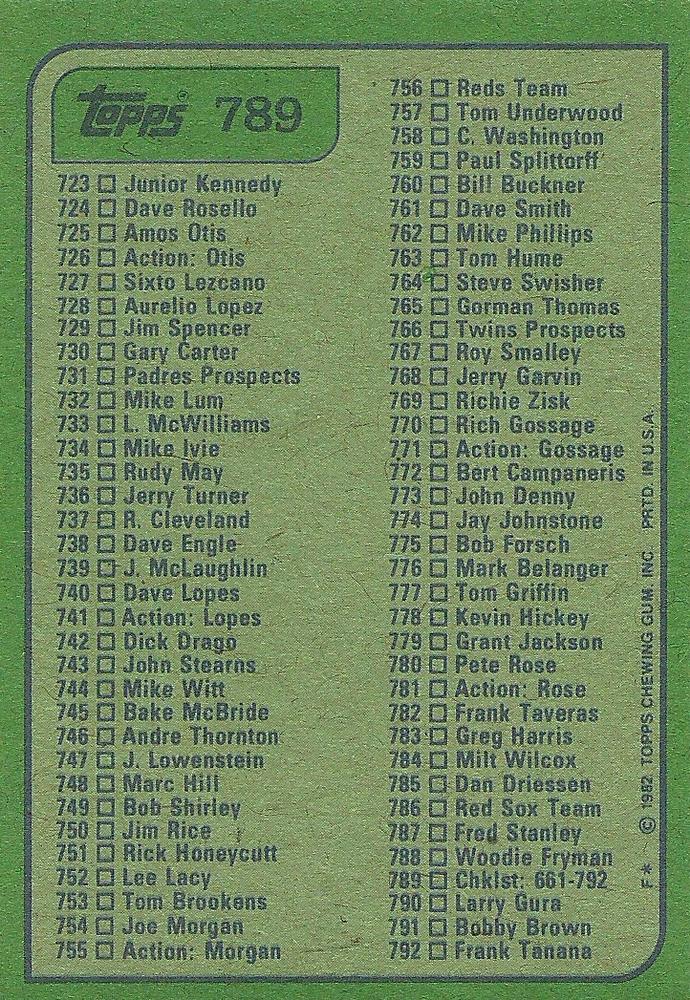 Topps® 789
723 □ Junior Kennedy
724 □ Dave Rosello
725 □ Amos Otis
726 □ Action: Otis
727 □ Sixto Lezcano
728 □ Aurelio Lopez
729 □ Jim Spencer
730 □ Gary Carter
731 □ Padres Prospects
732 □ Mike Lum
733 □ L. McWilliams
734 □ Mike Ivie
735 □ Rudy May
736 □ Jerry Turner
737 □ R. Cleveland
738 □ Dave Engle
739 □ J. McLaughlin
740 □ Dave Lopes
741 □ Action: Lopes
742 □ Dick Drago
743 □ John Stearns
744 □ Mike Witt
745 □ Bake McBride
746 □ Andre Thornton
747 □ J. Lowenstein
748 □ Marc Hill
749 □ Bob Shirley
750 □ Jim Rice
751 □ Rick Honeycutt
752 □ Lee Lacy
753 □ Tom Brookens
754 □ Joe Morgan
755 □ Action: Morgan
756 □ Reds Team
757 □ Tom Underwood
758 □ C. Washington
759 □ Paul Splittorff
760 □ Bill Buckner
761 □ Dave Smith
762 □ Mike Phillips
763 □ Tom Hume
764 □ Steve Swisher
765 □ Gorman Thomas
766 □ Twins Prospects
767 □ Roy Smalley
768 □ Jerry Garvin
769 □ Richie Zisk
770 □ Rich Gossage
771 □ Action: Gossage
772 □ Bert Campaneris
773 □ John Denny
774 □ Jay Johnstone
775 □ Bob Forsch
776 □ Mark Belanger
777 □ Tom Griffin
778 □ Kevin Hickey
779 □ Grant Jackson
780 □ Pete Rose
781 □ Action: Rose
782 □ Frank Taveras
783 □ Greg Harris
784 □ Milt Wilcox
785 □ Dan Driessen
786 □ Red Sox Team
787 □ Fred Stanley
788 □ Woodie Fryman
789 □ Chklst: 661-792
790 □ Larry Gura
791 □ Bobby Brown
792 □ Frank Tanana
F* © 1982 TOPPS CHEWING GUM, INC. PRTD. IN U.S.A.